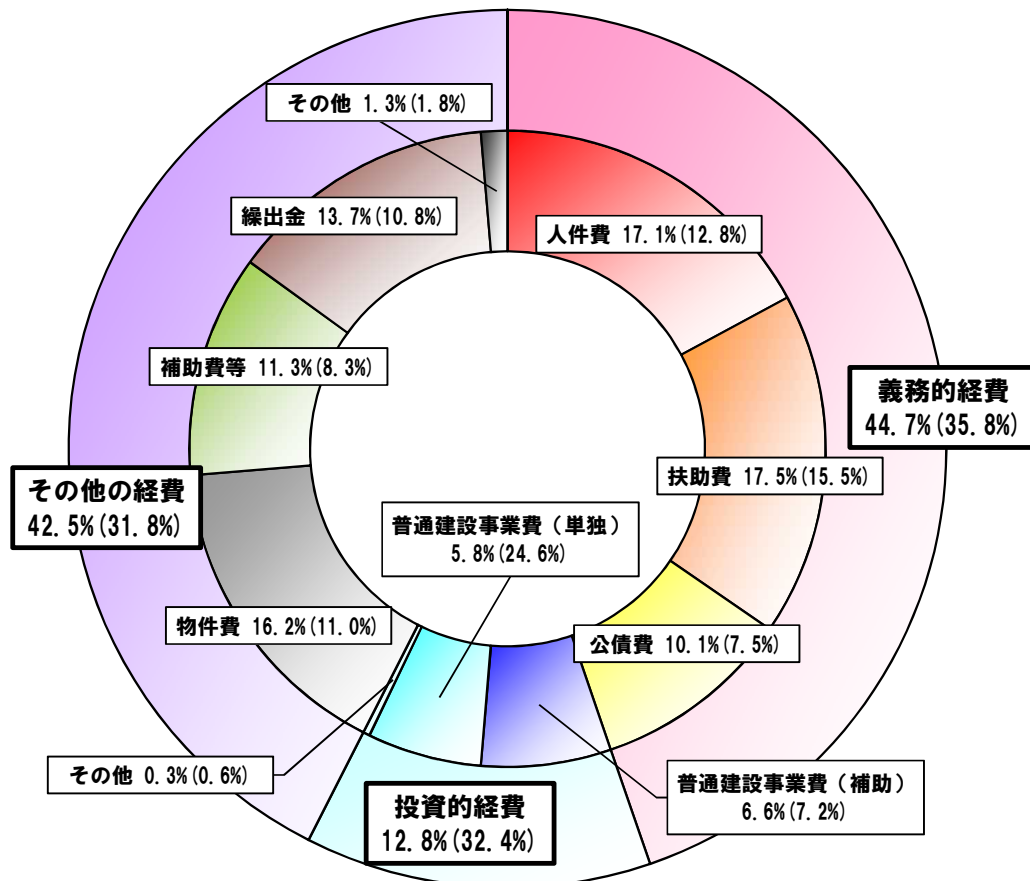 その他 1.3%(1.8%)
繰出金 13.7%(10.8%)
人件費 17.1%(12.8%)
補助費等 11.3%(8.3%)
義務的経費
44.7%(35.8%)
扶助費 17.5%(15.5%)
その他の経費
42.5%(31.8%)
普通建設事業費(単独)
5.8%(24.6%)
物件費 16.2%(11.0%)
公債費 10.1%(7.5%)
その他 0.3%(0.6%)
投資的経費
12.8%(32.4%)
普通建設事業費(補助)
6.6%(7.2%)